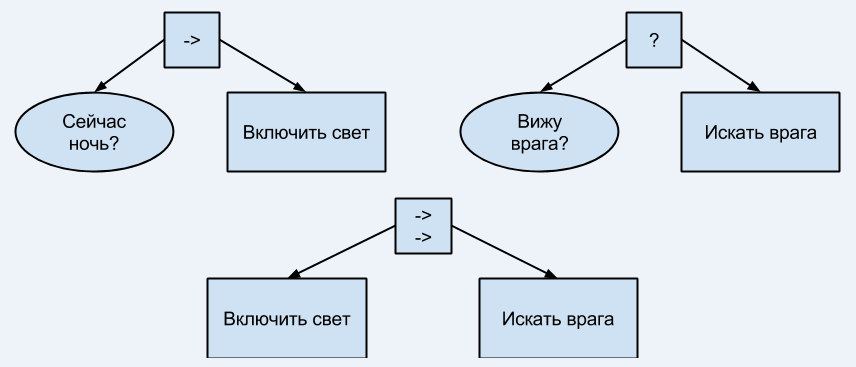 ->
Сейчас
ночь?
Включить свет
?
Вижу
врага?
Искать врага
->
->
Включить свет
Искать врага